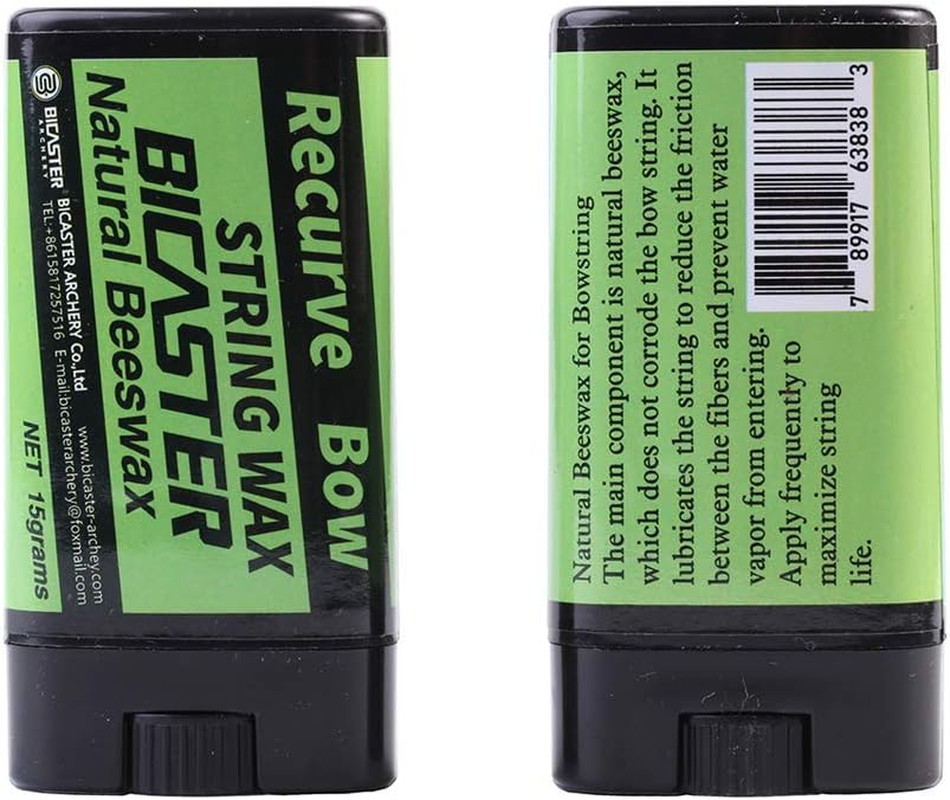 Recurve Bow
STRING WAX
BICASTER
Natural Beeswax
BICASTER
ARCHERY
BICASTER ARCHERY Co.,Ltd www.bicaster-archey.com
TEL:+8615817257516 E-mail:bicasterarchery@foxmail.com
NET 15grams
Natural Beeswax for Bowstring
The main component is natural beeswax,
which does not corrode the bow string. It
lubricates the string to reduce the friction
between the fibers and prevent water
vapor from entering.
Apply frequently to
maximize string
life.
7 89917 63838 3